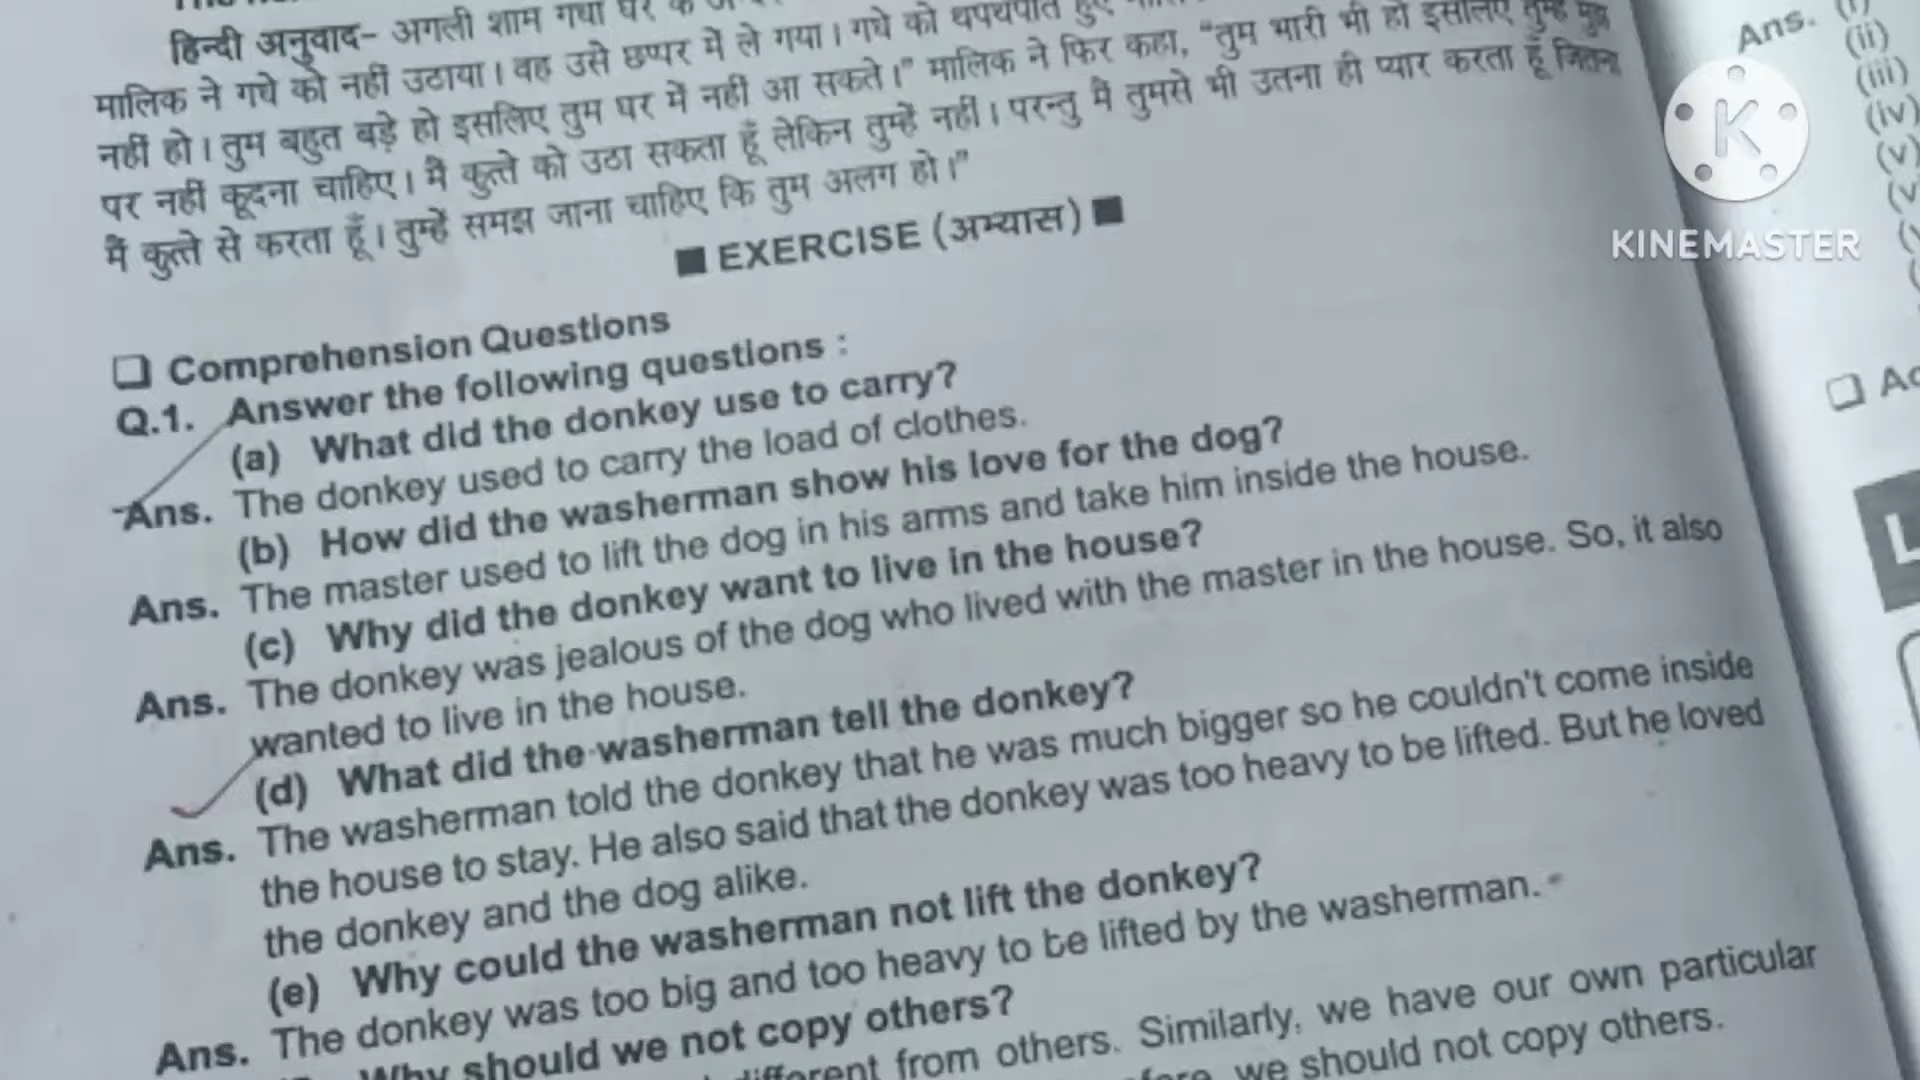 हिन्दी अनुवाद- अगली शाम गधा घर के
मालिक ने गधे को नहीं उठाया। वह उसे छप्पर में ले गया। गधे को थपथपाते हुए
नहीं हो। तुम बहुत बड़े हो इसलिए तुम घर में नहीं आ सकते।” मालिक ने फिर कहा, “तुम भारी भी हो इसलिए तुम्हें मुझ
पर नहीं कूदना चाहिए। मैं कुत्ते को उठा सकता हूँ लेकिन तुम्हें नहीं। परन्तु मैं तुमसे भी उतना ही प्यार करता हूँ जितना
मैं कुत्ते से करता हूँ। तुम्हें समझ जाना चाहिए कि तुम अलग हो।”
■ EXERCISE (अभ्यास) ■
❑ Comprehension Questions
Q.1. Answer the following questions :
(a) What did the donkey use to carry?
Ans. The donkey used to carry the load of clothes.
(b) How did the washerman show his love for the dog?
Ans. The master used to lift the dog in his arms and take him inside the house.
(c) Why did the donkey want to live in the house?
Ans. The donkey was jealous of the dog who lived with the master in the house. So, it also
wanted to live in the house.
(d) What did the washerman tell the donkey?
Ans. The washerman told the donkey that he was much bigger so he couldn't come inside
the house to stay. He also said that the donkey was too heavy to be lifted. But he loved
the donkey and the dog alike.
(e) Why could the washerman not lift the donkey?
Ans. The donkey was too big and too heavy to be lifted by the washerman.
Why should we not copy others?
different from others. Similarly, we have our own particular
we should not copy others.
Ans. (i)
(ii)
(iii)
(iv)
(v)
K
KINEMASTER